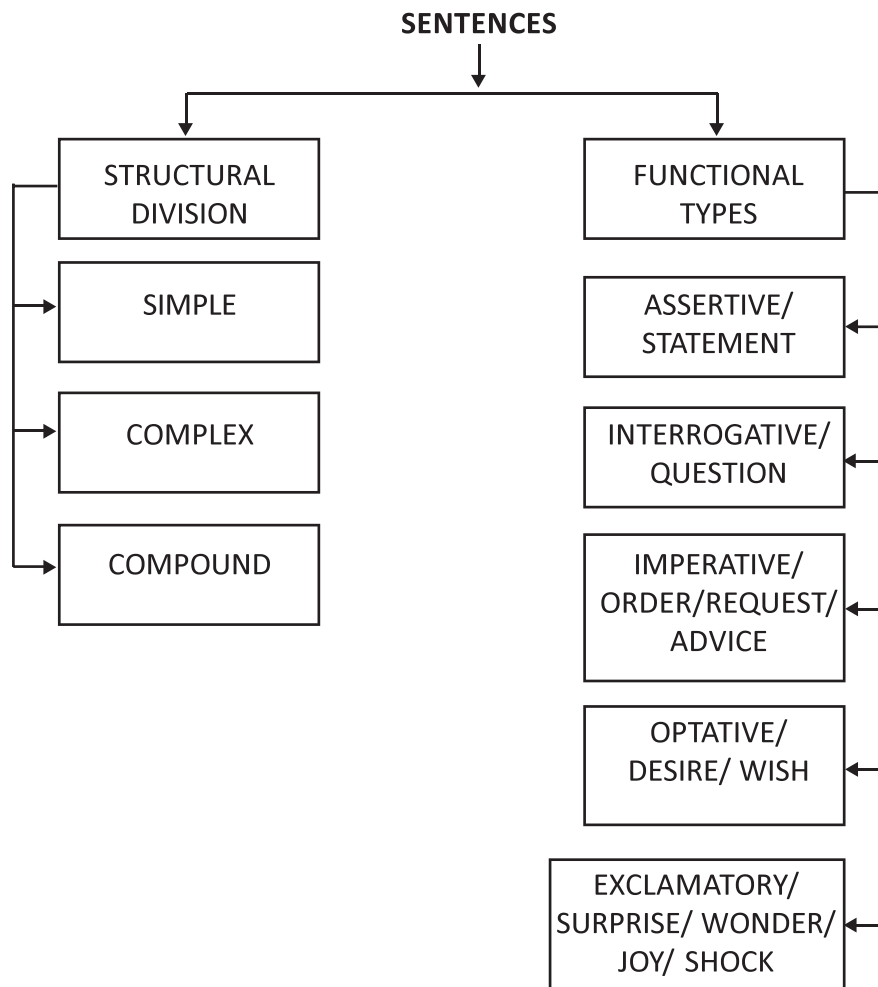 SENTENCES
STRUCTURAL
DIVISION
SIMPLE
COMPLEX
COMPOUND
FUNCTIONAL
TYPES
ASSERTIVE/
STATEMENT
INTERROGATIVE/
QUESTION
IMPERATIVE/
ORDER/REQUEST/
ADVICE
OPTATIVE/
DESIRE/ WISH
EXCLAMATORY/
SURPRISE/ WONDER/
JOY/ SHOCK